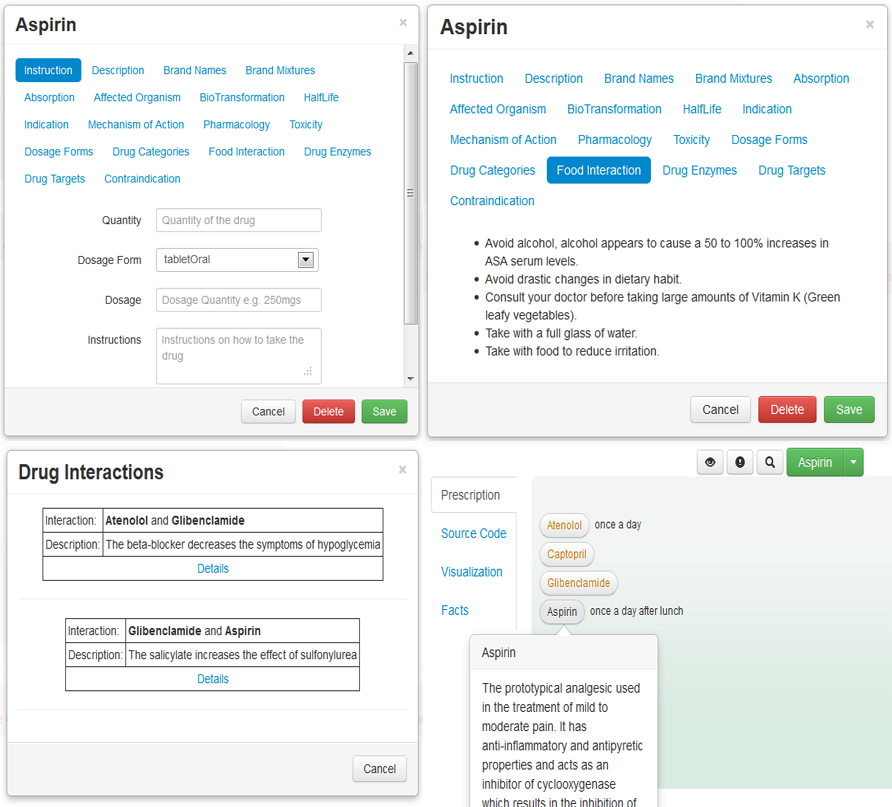 Aspirin ×
Instruction Description Brand Names Brand Mixtures
Absorption Affected Organism BioTransformation HalfLife
Indication Mechanism of Action Pharmacology Toxicity
Dosage Forms Drug Categories Food Interaction Drug Enzymes
Drug Targets Contraindication
Quantity Quantity of the drug
Dosage Form tabletOral
Dosage Dosage Quantity e.g. 250mgs
Instructions Instructions on how to take the
drug
Cancel Delete Save
Aspirin ×
Instruction Description Brand Names Brand Mixtures Absorption
Affected Organism BioTransformation HalfLife Indication
Mechanism of Action Pharmacology Toxicity Dosage Forms
Drug Categories Food Interaction Drug Enzymes Drug Targets
Contraindication
• Avoid alcohol, alcohol appears to cause a 50 to 100% increases in
ASA serum levels.
• Avoid drastic changes in dietary habit.
• Consult your doctor before taking large amounts of Vitamin K (Green
leafy vegetables).
• Take with a full glass of water.
• Take with food to reduce irritation.
Cancel Delete Save
Drug Interactions ×
Interaction: Atenolol and Glibenclamide
Description: The beta-blocker decreases the symptoms of hypoglycemia
Details
Interaction: Glibenclamide and Aspirin
Description: The salicylate increases the effect of sulfonylurea
Details
Cancel
Aspirin
Prescription
Source Code
Visualization
Facts
Atenolol once a day
Captopril
Glibenclamide
Aspirin once a day after lunch
Aspirin
The prototypical analgesic used
in the treatment of mild to
moderate pain. It has
anti-inflammatory and antipyretic
properties and acts as an
inhibitor of cyclooxygenase
which results in the inhibition of